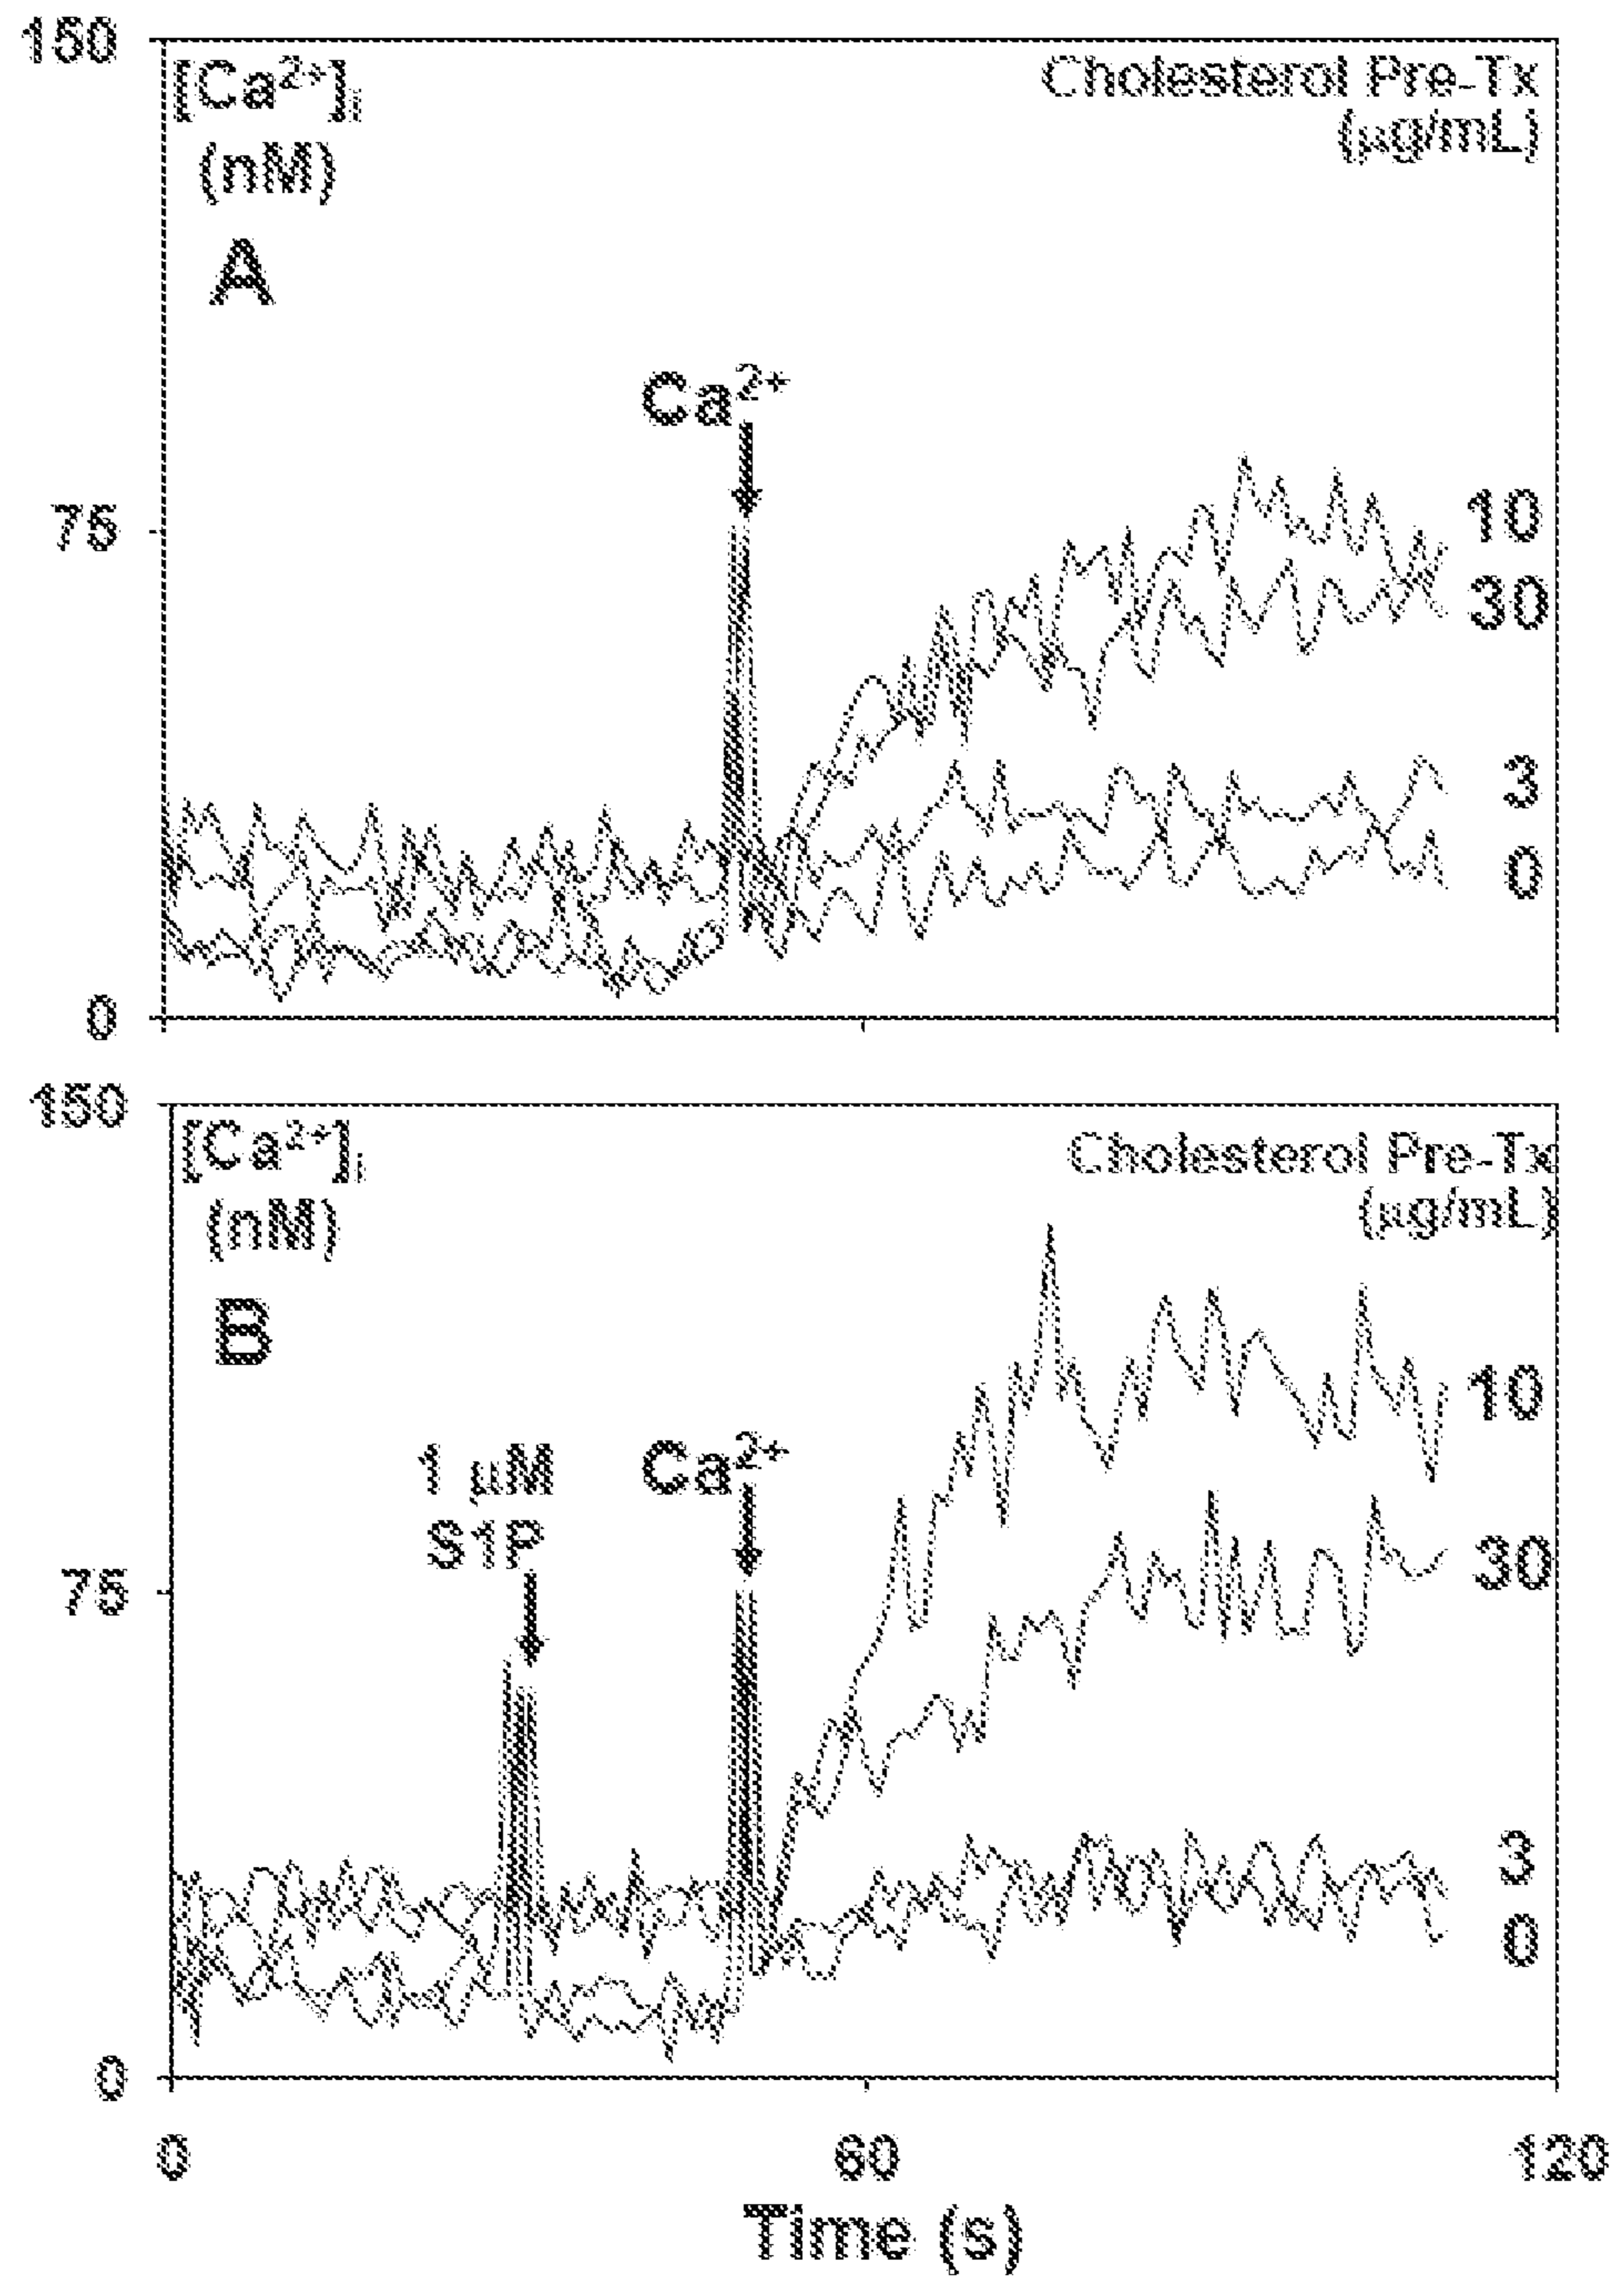 150
[Ca²⁺]ᵢ
(nM)
Cholesterol Pre-Tx
(µg/mL)
A
Ca²⁺
75
10
30
3
0
0
150
[Ca²⁺]ᵢ
(nM)
Cholesterol Pre-Tx
(µg/mL)
B
10
1 µM
S1P
Ca²⁺
75
30
3
0
0
0
60
120
Time (s)